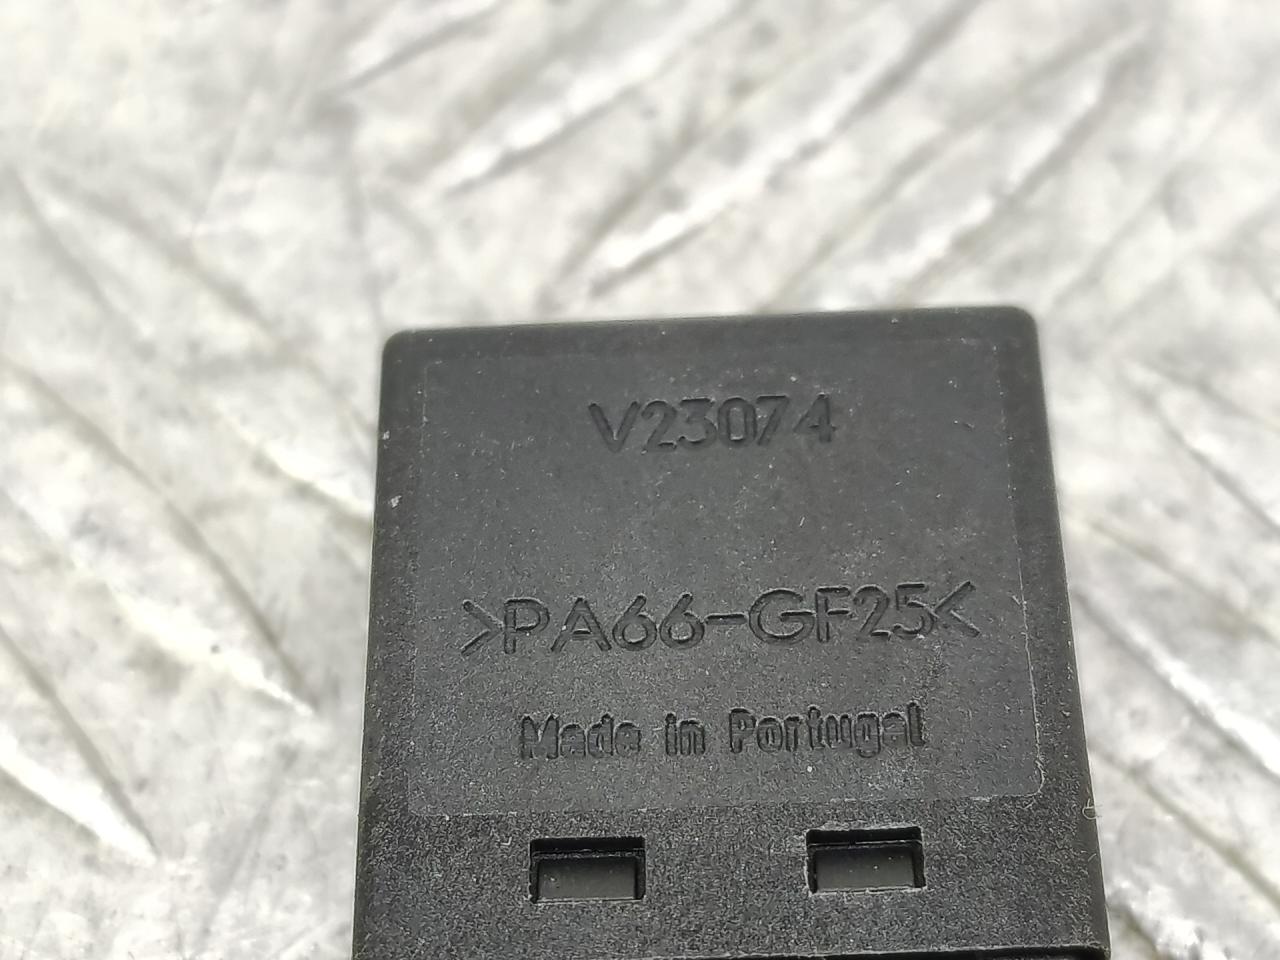 V23074
>PA66-GF25<
Made in Portugal